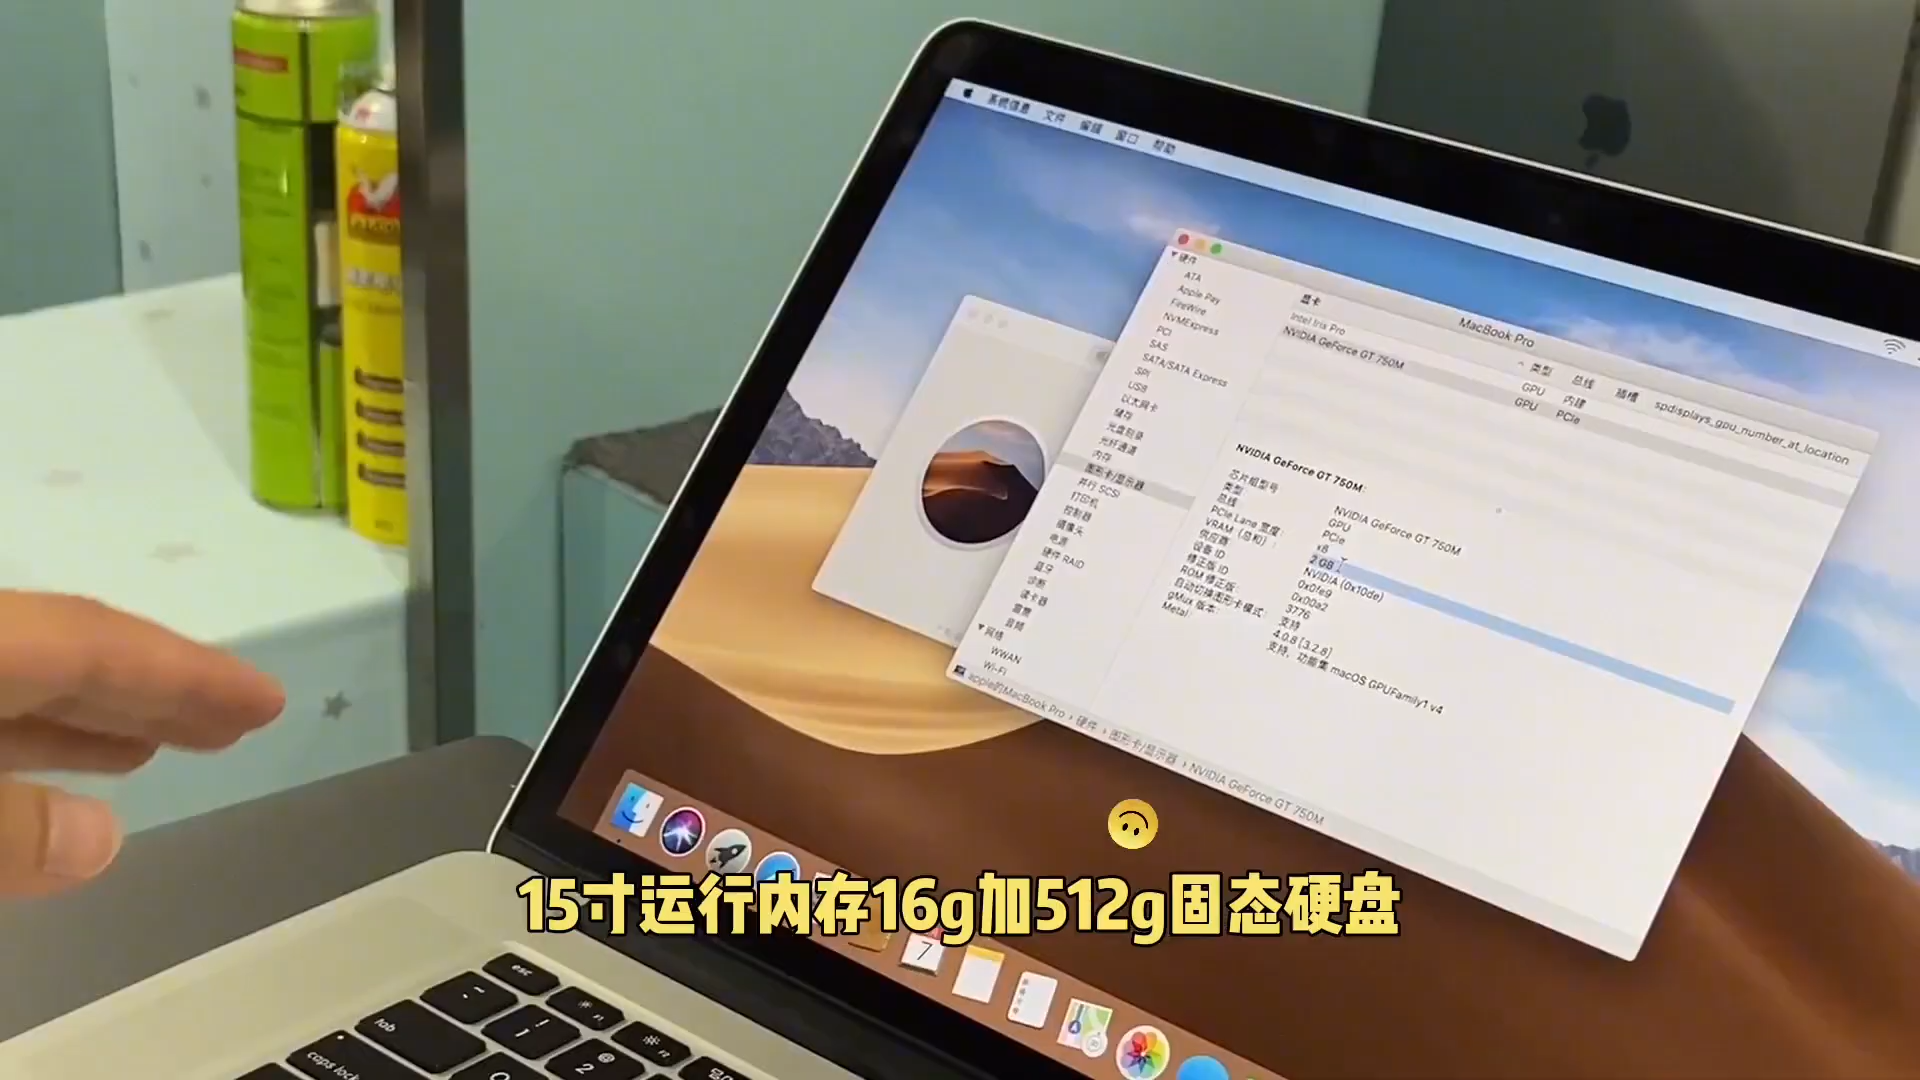 系统信息 文件 编辑 窗口 帮助
MacBook Pro
硬件
ATA
Apple Pay
FireWire
NVMExpress
PCI
SAS
SATA/SATA Express
SPI
USB
以太网卡
储存
光盘刻录
光纤通道
内存
图形卡/显示器
并行 SCSI
打印机
控制器
摄像头
电源
硬件 RAID
蓝牙
诊断
读卡器
雷雳
音频
网络
WWAN
Wi-Fi
显卡 类型 总线 插槽 spdisplays_gpu_number_at_location
Intel Iris Pro GPU 内建
NVIDIA GeForce GT 750M GPU PCIe
NVIDIA GeForce GT 750M:
芯片组型号: NVIDIA GeForce GT 750M
类型: GPU
总线: PCIe
PCIe Lane 宽度: x8
VRAM（总和）: 2 GB
供应商: NVIDIA (0x10de)
设备 ID: 0x0fe9
修正版 ID: 0x00a2
ROM 修正版: 3776
自动切换图形卡模式: 支持
gMux 版本: 4.0.8 [3.2.8]
Metal: 支持，功能集 macOS GPUFamily1 v4
apple的MacBook Pro › 硬件 › 图形卡/显示器 › NVIDIA GeForce GT 750M
15寸运行内存16g加512g固态硬盘
7
esc
F1
F2
~
!
1
@
2
tab
Q
caps lock